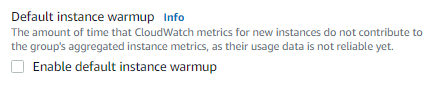 Default instance warmup Info
The amount of time that CloudWatch metrics for new instances do not contribute to
the group's aggregated instance metrics, as their usage data is not reliable yet.
Enable default instance warmup